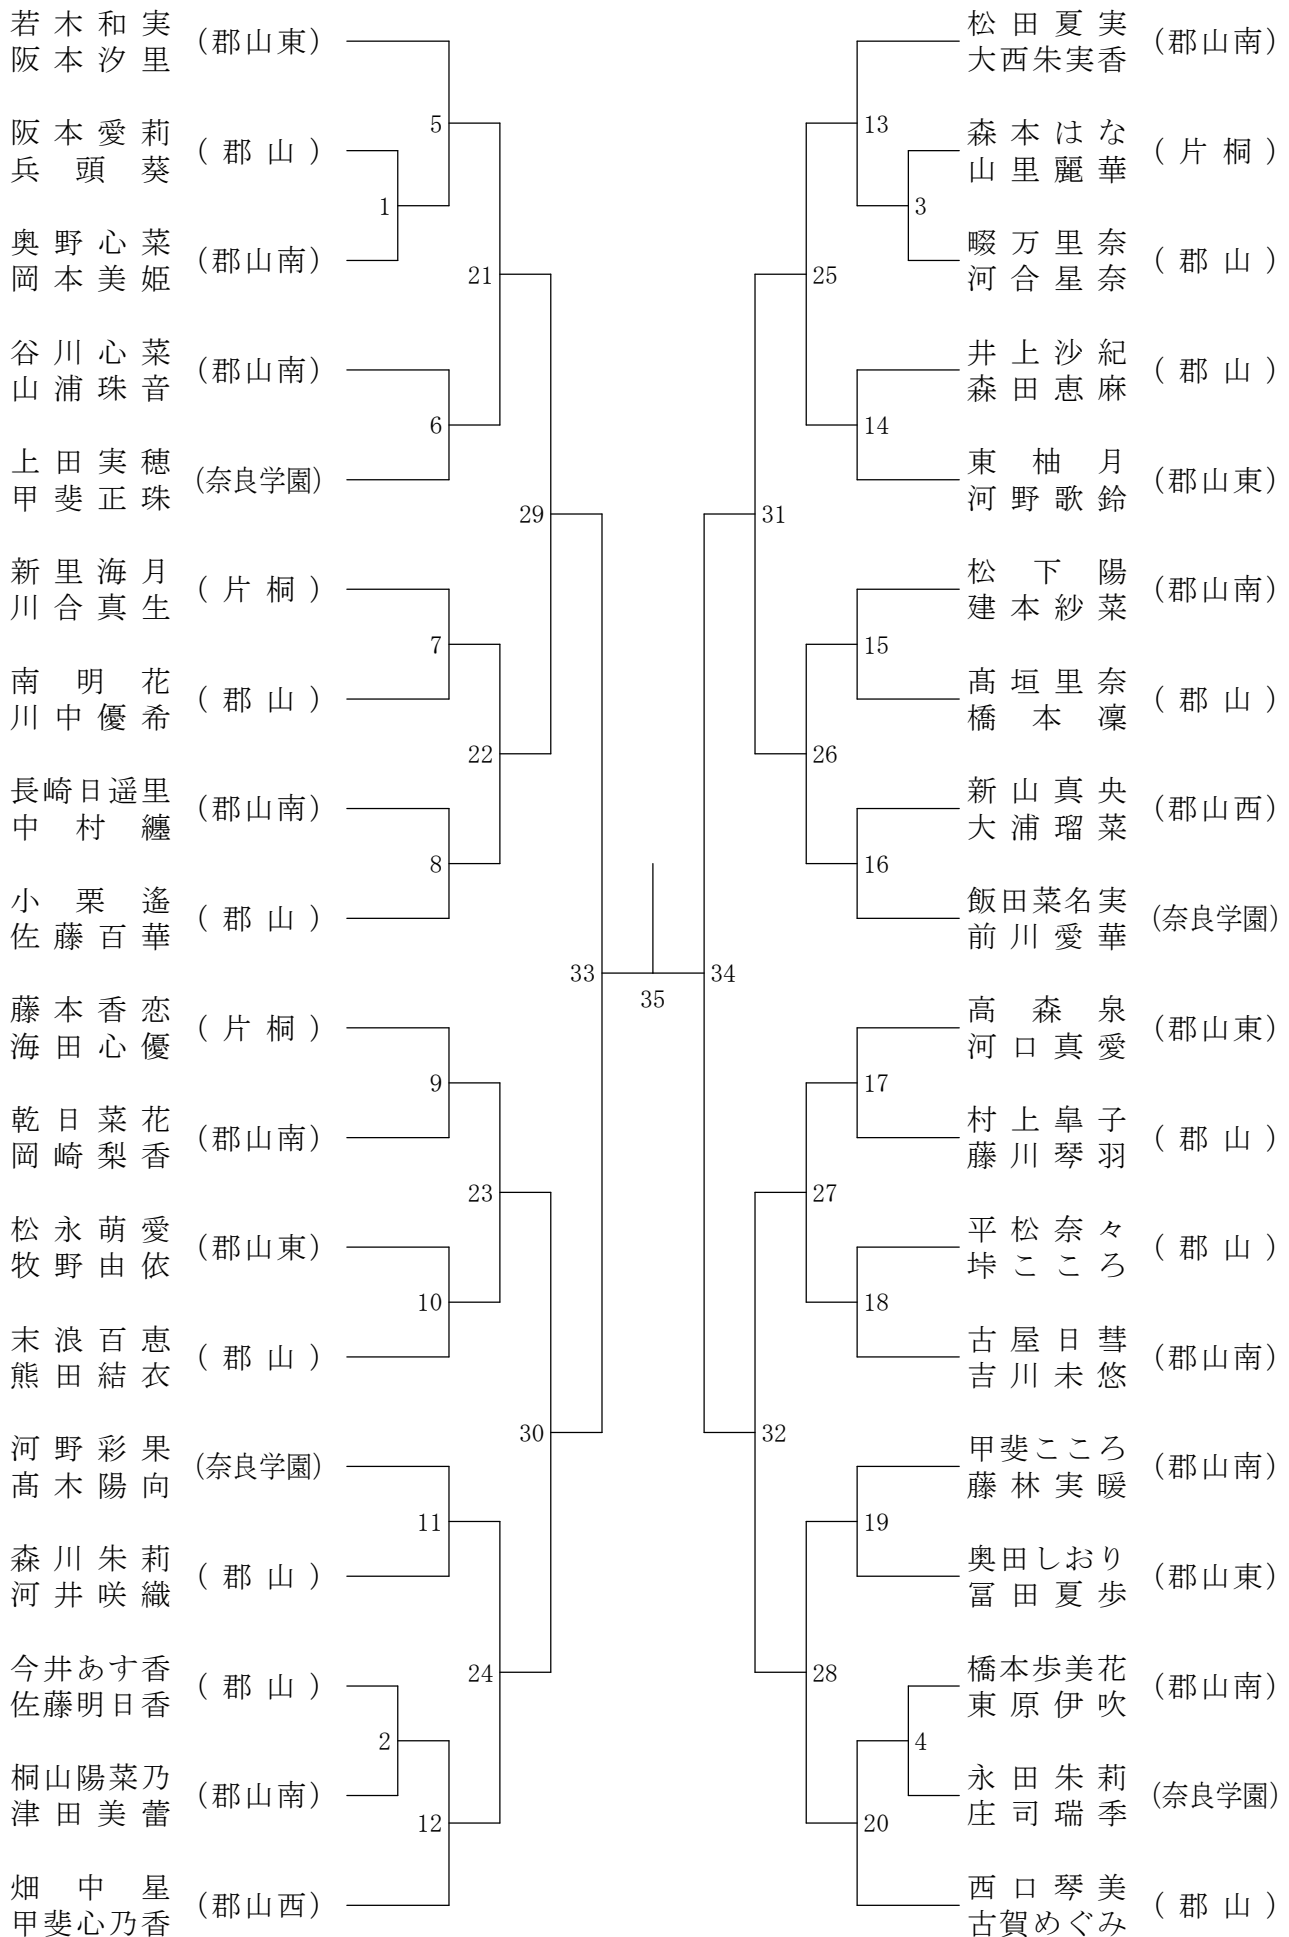 若木和実
阪本汐里
(郡山東)
阪本愛莉
兵頭葵
(郡山)
1
5
奥野心菜
岡本美姫
(郡山南)
21
谷川心菜
山浦珠音
(郡山南)
6
上田実穂
甲斐正珠
(奈良学園)
29
新里海月
川合真生
(片桐)
7
南明花
川中優希
(郡山)
22
長崎日遥里
中村纏
(郡山南)
8
小栗遙
佐藤百華
(郡山)
33
藤本香恋
海田心優
(片桐)
9
乾日菜花
岡崎梨香
(郡山南)
23
松永萌愛
牧野由依
(郡山東)
10
末浪百恵
熊田結衣
(郡山)
30
河野彩果
髙木陽向
(奈良学園)
11
森川朱莉
河井咲織
(郡山)
24
今井あす香
佐藤明日香
(郡山)
2
桐山陽菜乃
津田美蕾
(郡山南)
12
畑中星
甲斐心乃香
(郡山西)
35
松田夏実
大西朱実香
(郡山南)
13
森本はな
山里麗華
(片桐)
3
畷万里奈
河合星奈
(郡山)
25
井上沙紀
森田恵麻
(郡山)
14
東柚月
河野歌鈴
(郡山東)
31
松下陽
建本紗菜
(郡山南)
15
髙垣里奈
橋本凜
(郡山)
26
新山真央
大浦瑠菜
(郡山西)
16
飯田菜名実
前川愛華
(奈良学園)
34
高森泉
河口真愛
(郡山東)
17
村上皐子
藤川琴羽
(郡山)
27
平松奈々
垰こころ
(郡山)
18
古屋日彗
吉川未悠
(郡山南)
32
甲斐こころ
藤林実暖
(郡山南)
19
奥田しおり
冨田夏歩
(郡山東)
28
橋本歩美花
東原伊吹
(郡山南)
4
永田朱莉
庄司瑞季
(奈良学園)
20
西口琴美
古賀めぐみ
(郡山)